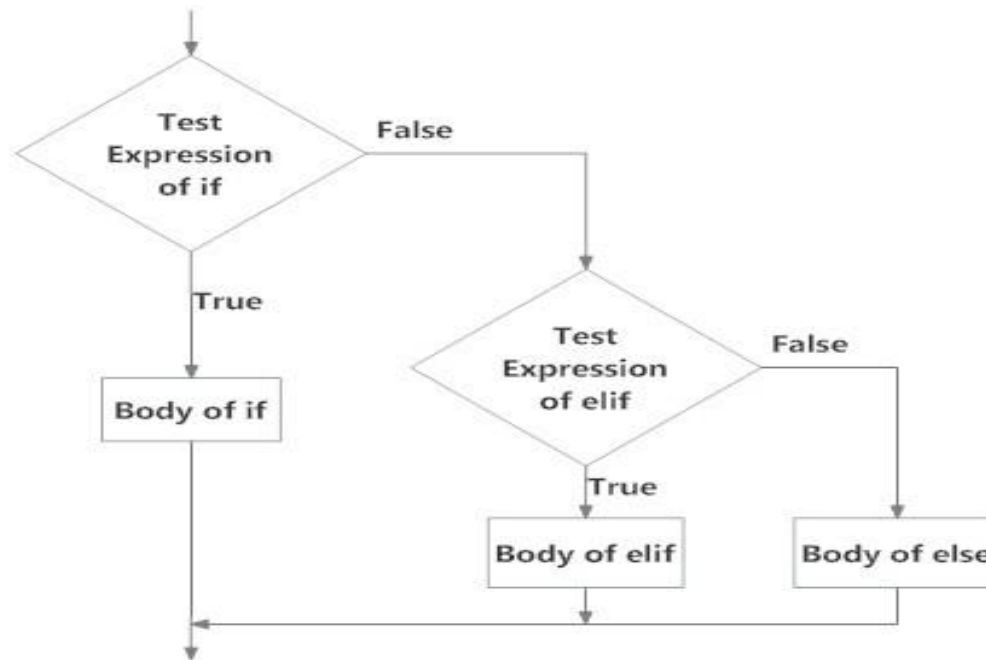 Test
Expression
of if
False
True
Body of if
Test
Expression
of elif
False
True
Body of elif
Body of else